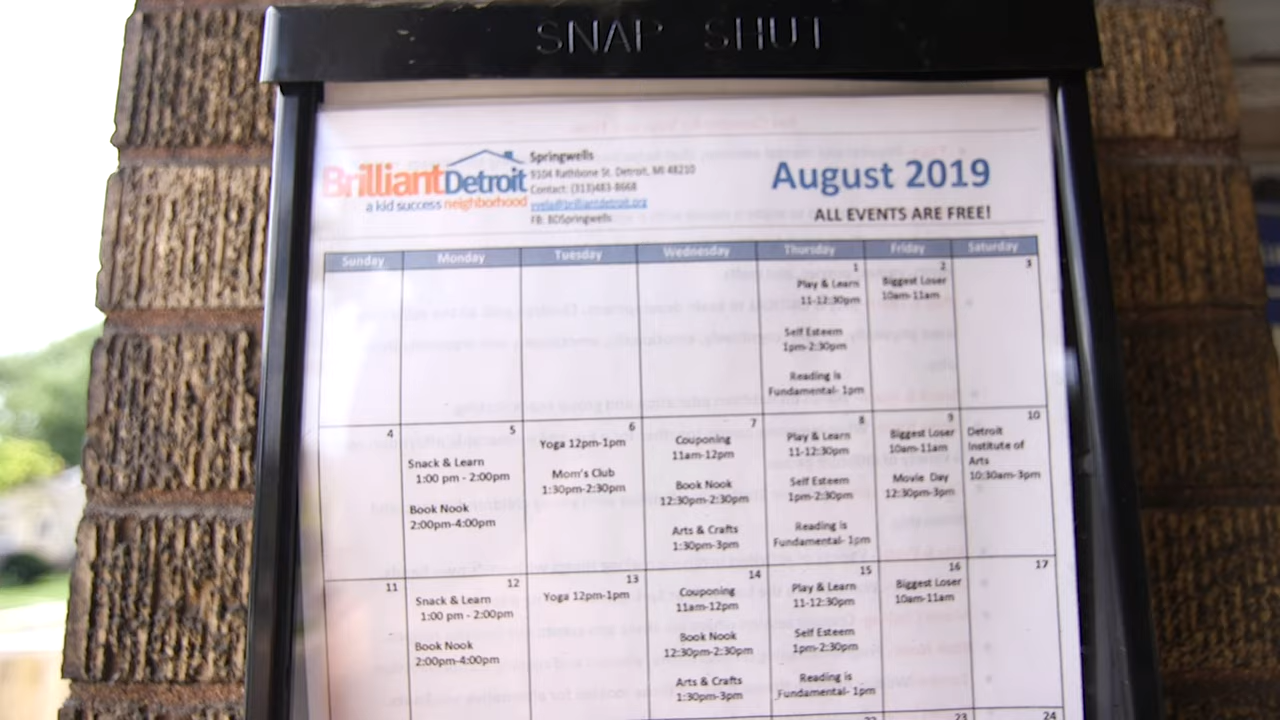 SNAP SHUT
BrilliantDetroit
a kid success neighborhood
Springwells
9104 Rathbone St. Detroit, MI 48210
Contact: (313)483-8668
FB: BDSpringwells
August 2019
ALL EVENTS ARE FREE!
Sunday Monday Tuesday Wednesday Thursday Friday Saturday
1
Play & Learn
11-12:30pm
Self Esteem
1pm-2:30pm
Reading is
Fundamental- 1pm
2
Biggest Loser
10am-11am
3
4
5
Snack & Learn
1:00 pm - 2:00pm
Book Nook
2:00pm-4:00pm
6
Yoga 12pm-1pm
Mom's Club
1:30pm-2:30pm
7
Couponing
11am-12pm
Book Nook
12:30pm-2:30pm
Arts & Crafts
1:30pm-3pm
8
Play & Learn
11-12:30pm
Self Esteem
1pm-2:30pm
Reading is
Fundamental- 1pm
9
Biggest Loser
10am-11am
Movie Day
12:30pm-3pm
10
Detroit
Institute of
Arts
10:30am-3pm
11
12
Snack & Learn
1:00 pm - 2:00pm
Book Nook
2:00pm-4:00pm
13
Yoga 12pm-1pm
14
Couponing
11am-12pm
Book Nook
12:30pm-2:30pm
Arts & Crafts
1:30pm-3pm
15
Play & Learn
11-12:30pm
Self Esteem
1pm-2:30pm
Reading is
Fundamental- 1pm
16
Biggest Loser
10am-11am
17
22
23
24